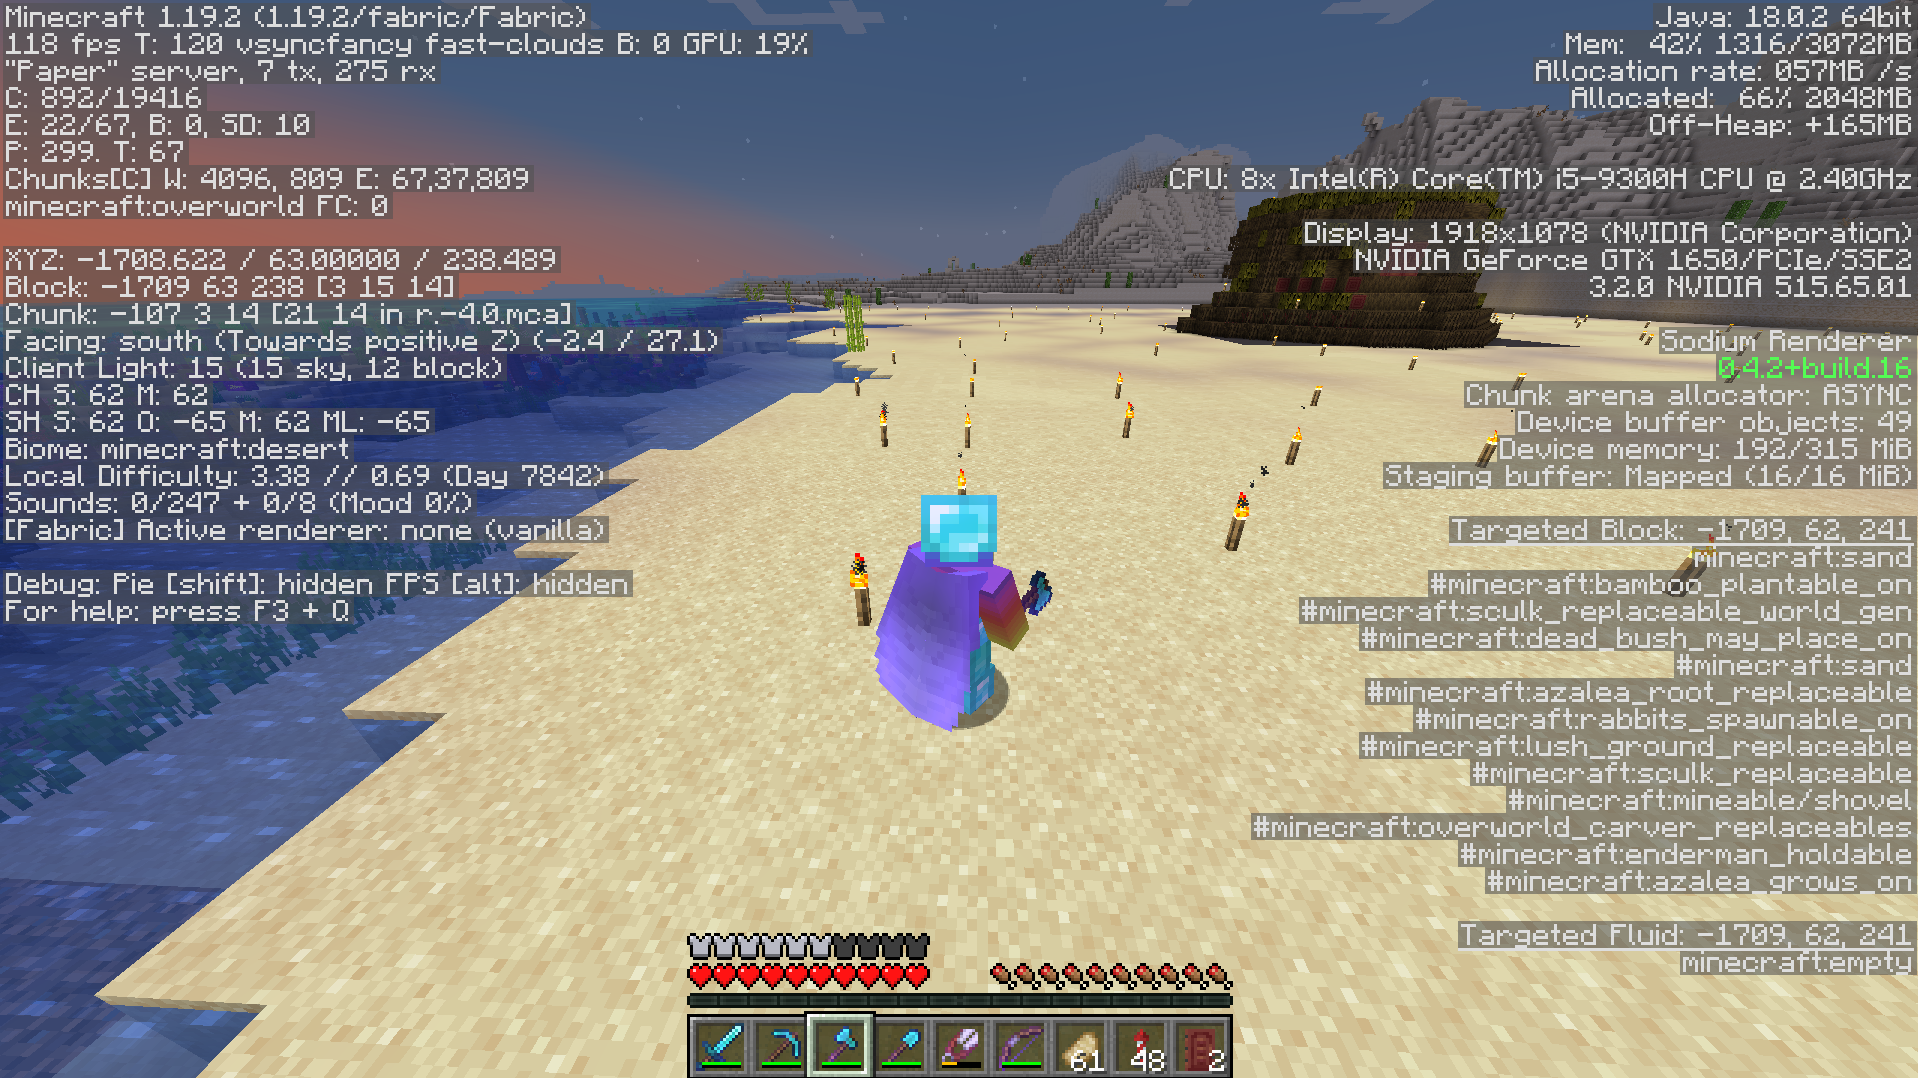 Minecraft 1.19.2 (1.19.2/fabric/Fabric)
118 fps T: 120 vsyncfancy fast-clouds B: 0 GPU: 19%
"Paper" server, 7 tx, 275 rx
C: 892/19416
E: 22/67, B: 0, SD: 10
P: 299. T: 67
Chunks[C] W: 4096, 809 E: 67,37,809
minecraft:overworld FC: 0
XYZ: -1708.622 / 63.00000 / 238.489
Block: -1709 63 238 [3 15 14]
Chunk: -107 3 14 [21 14 in r.-4.0.mca]
Facing: south (Towards positive Z) (-2.4 / 27.1)
Client Light: 15 (15 sky, 12 block)
CH S: 62 M: 62
SH S: 62 O: -65 M: 62 ML: -65
Biome: minecraft:desert
Local Difficulty: 3.38 // 0.69 (Day 7842)
Sounds: 0/247 + 0/8 (Mood 0%)
[Fabric] Active renderer: none (vanilla)
Debug: Pie [shift]: hidden FPS [alt]: hidden
For help: press F3 + Q
Java: 18.0.2 64bit
Mem: 42% 1316/3072MB
Allocation rate: 057MB /s
Allocated: 66% 2048MB
Off-Heap: +165MB
CPU: 8x Intel(R) Core(TM) i5-9300H CPU @ 2.40GHz
Display: 1918x1078 (NVIDIA Corporation)
NVIDIA GeForce GTX 1650/PCIe/SSE2
3.2.0 NVIDIA 515.65.01
Sodium Renderer
0.4.2+build.16
Chunk arena allocator: ASYNC
Device buffer objects: 49
Device memory: 192/315 MiB
Staging buffer: Mapped (16/16 MiB)
Targeted Block: -1709, 62, 241
minecraft:sand
#minecraft:bamboo_plantable_on
#minecraft:sculk_replaceable_world_gen
#minecraft:dead_bush_may_place_on
#minecraft:sand
#minecraft:azalea_root_replaceable
#minecraft:rabbits_spawnable_on
#minecraft:lush_ground_replaceable
#minecraft:sculk_replaceable
#minecraft:mineable/shovel
#minecraft:overworld_carver_replaceables
#minecraft:enderman_holdable
#minecraft:azalea_grows_on
Targeted Fluid: -1709, 62, 241
minecraft:empty
61 48 2